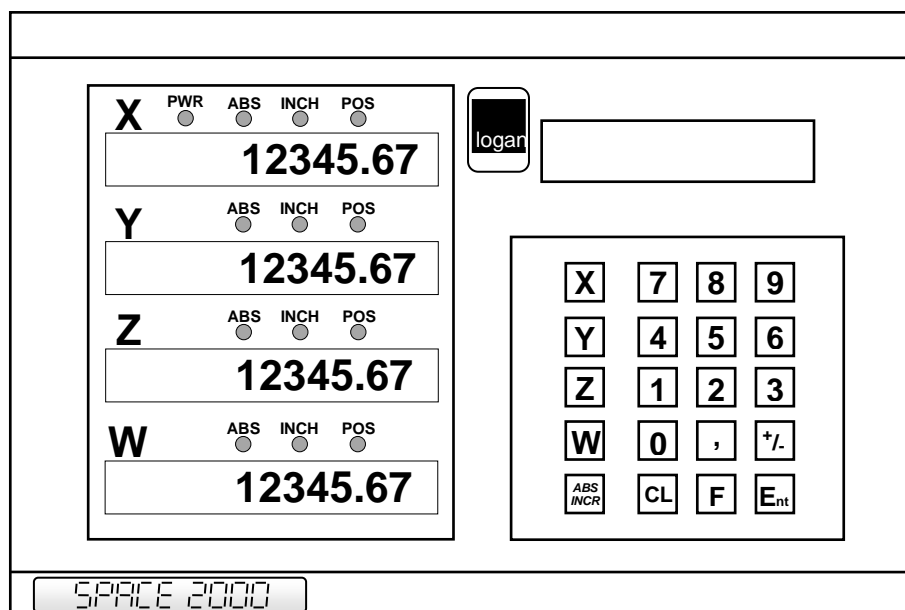 X PWR ABS INCH POS
12345.67
Y ABS INCH POS
12345.67
Z ABS INCH POS
12345.67
W ABS INCH POS
12345.67
logan
X 7 8 9
Y 4 5 6
Z 1 2 3
W 0 , +/-
ABS
INCR CL F Ent
SPACE 2000